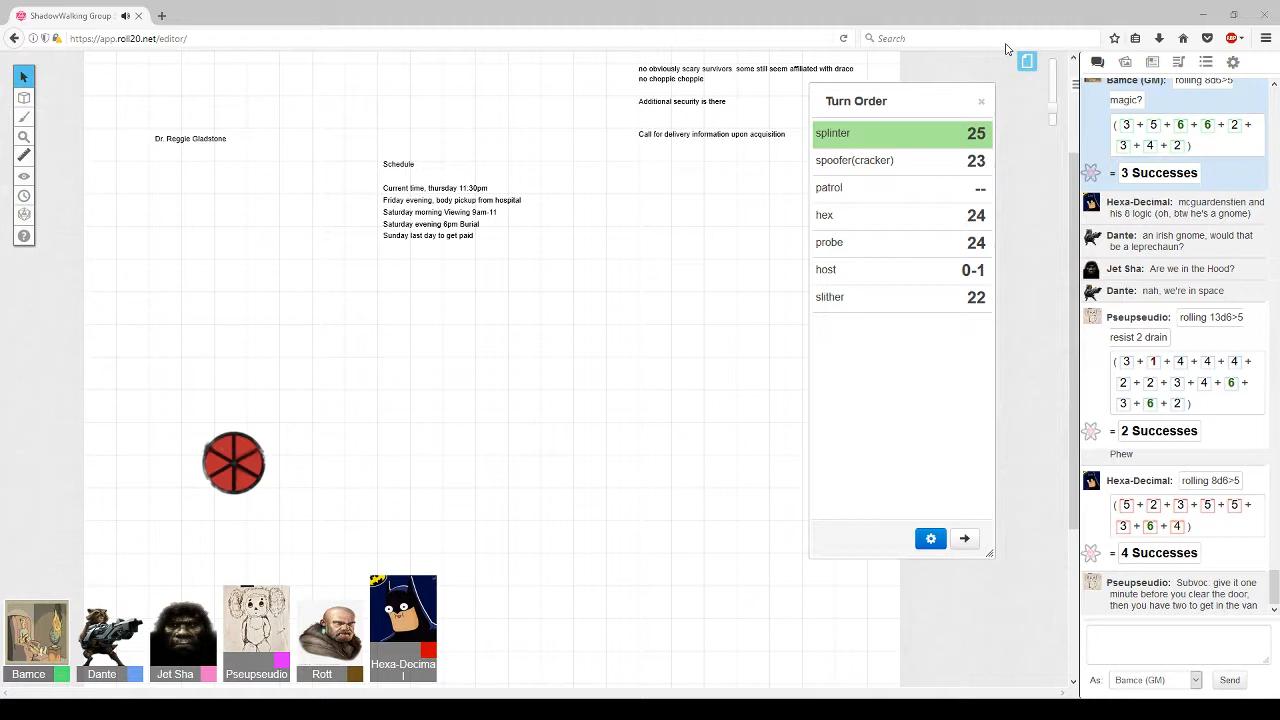 ShadowWalking Group
https://app.roll20.net/editor/
Search
no obviously scary survivors some still seem affiliated with draco
no choppie choppie
Additional security is there
Call for delivery information upon acquisition
Dr. Reggie Gladstone
Schedule
Current time, thursday 11:30pm
Friday evening, body pickup from hospital
Saturday morning Viewing 9am-11
Saturday evening 6pm Burial
Sunday last day to get paid
Turn Order
splinter 25
spoofer(cracker) 23
patrol --
hex 24
probe 24
host 0-1
slither 22
Bamce (GM): rolling 8d6>5
magic?
(3+5+6+6+2+
3+4+2)
= 3 Successes
Hexa-Decimal: mcguardenstien and
his 8 logic (oh, btw he's a gnome)
Dante: an irish gnome, would that
be a leprechaun?
Jet Sha: Are we in the Hood?
Dante: nah, we're in space
Pseupseudio: rolling 13d6>5
resist 2 drain
(3+1+4+4+4+
2+2+3+4+6+
3+6+2)
= 2 Successes
Phew
Hexa-Decimal: rolling 8d6>5
(5+2+3+5+5+
3+6+4)
= 4 Successes
Pseupseudio: Subvoc: give it one
minute before you clear the door,
then you have two to get in the van
As: Bamce (GM) Send
Bamce
Dante
Jet Sha
Pseupseudio
Rott
Hexa-Decima
l